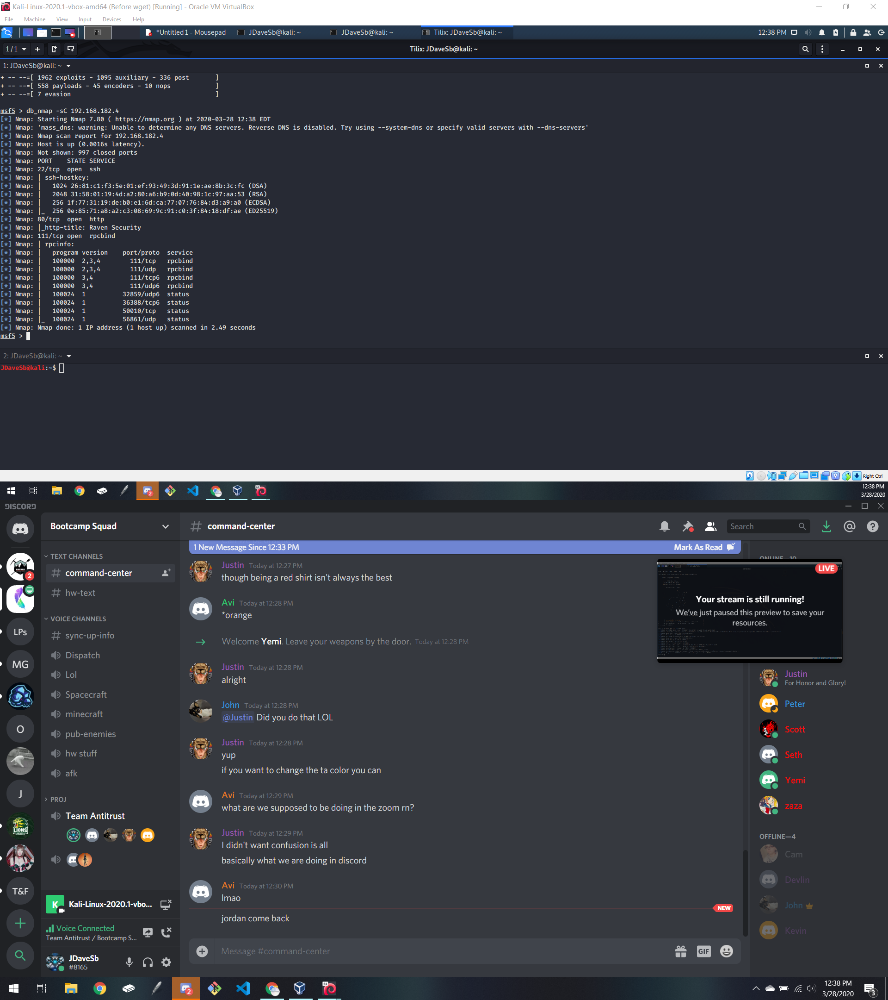 Kali-Linux-2020.1-vbox-amd64 (Before wget) [Running] - Oracle VM VirtualBox
File Machine View Input Devices Help
*Untitled 1 - Mousepad
JDaveSb@kali: ~
JDaveSb@kali: ~
Tilix: JDaveSb@kali: ~
12:38 PM
1 / 1
Tilix: JDaveSb@kali: ~
1: JDaveSb@kali: ~
+ -- --=[ 1962 exploits - 1095 auxiliary - 336 post       ]
+ -- --=[ 558 payloads - 45 encoders - 10 nops            ]
+ -- --=[ 7 evasion                                       ]
msf5 > db_nmap -sC 192.168.182.4
[*] Nmap: Starting Nmap 7.80 ( https://nmap.org ) at 2020-03-28 12:38 EDT
[*] Nmap: 'mass_dns: warning: Unable to determine any DNS servers. Reverse DNS is disabled. Try using --system-dns or specify valid servers with --dns-servers'
[*] Nmap: Nmap scan report for 192.168.182.4
[*] Nmap: Host is up (0.0016s latency).
[*] Nmap: Not shown: 997 closed ports
[*] Nmap: PORT    STATE SERVICE
[*] Nmap: 22/tcp  open  ssh
[*] Nmap: | ssh-hostkey:
[*] Nmap: |   1024 26:81:c1:f3:5e:01:ef:93:49:3d:91:1e:ae:8b:3c:fc (DSA)
[*] Nmap: |   2048 31:58:01:19:4d:a2:80:a6:b9:0d:40:98:1c:97:aa:53 (RSA)
[*] Nmap: |   256 1f:77:31:19:de:b0:e1:6d:ca:77:07:76:84:d3:a9:a0 (ECDSA)
[*] Nmap: |_  256 0e:85:71:a8:a2:c3:08:69:9c:91:c0:3f:84:18:df:ae (ED25519)
[*] Nmap: 80/tcp  open  http
[*] Nmap: |_http-title: Raven Security
[*] Nmap: 111/tcp open  rpcbind
[*] Nmap: | rpcinfo:
[*] Nmap: |   program version    port/proto  service
[*] Nmap: |   100000  2,3,4        111/tcp   rpcbind
[*] Nmap: |   100000  2,3,4        111/udp   rpcbind
[*] Nmap: |   100000  3,4          111/tcp6  rpcbind
[*] Nmap: |   100000  3,4          111/udp6  rpcbind
[*] Nmap: |   100024  1          32859/udp6  status
[*] Nmap: |   100024  1          36388/tcp6  status
[*] Nmap: |   100024  1          50010/tcp   status
[*] Nmap: |_  100024  1          56861/udp   status
[*] Nmap: Nmap done: 1 IP address (1 host up) scanned in 2.49 seconds
msf5 >
2: JDaveSb@kali: ~
JDaveSb@kali:~$
Right Ctrl
2
64
12:38 PM
3/28/2020
DISCORD
Bootcamp Squad
# command-center
Search
1 New Message Since 12:33 PM
Mark As Read
TEXT CHANNELS
# command-center
# hw-text
VOICE CHANNELS
# sync-up-info
Dispatch
Lol
Spacecraft
minecraft
pub-enemies
hw stuff
afk
PROJ
Team Antitrust
2
LPs
MG
O
J
LIONS
T&F
K
Kali-Linux-2020.1-vbo...
Voice Connected
Team Antitrust / Bootcamp S...
JDaveSb
#8165
Justin Today at 12:27 PM
though being a red shirt isn't always the best
Avi Today at 12:28 PM
*orange
Welcome Yemi. Leave your weapons by the door. Today at 12:28 PM
Justin Today at 12:28 PM
alright
John Today at 12:28 PM
@Justin Did you do that LOL
Justin Today at 12:28 PM
yup
if you want to change the ta color you can
Avi Today at 12:29 PM
what are we supposed to be doing in the zoom rn?
Justin Today at 12:29 PM
I didn't want confusion is all
basically what we are doing in discord
Avi Today at 12:30 PM
lmao
NEW
jordan come back
Message #command-center
GIF
LIVE
Your stream is still running!
We've just paused this preview to save your
resources.
Justin
For Honor and Glory!
Peter
Scott
Seth
Yemi
zaza
OFFLINE—4
Cam
Devlin
John
Kevin
2
64
12:38 PM
3/28/2020
3